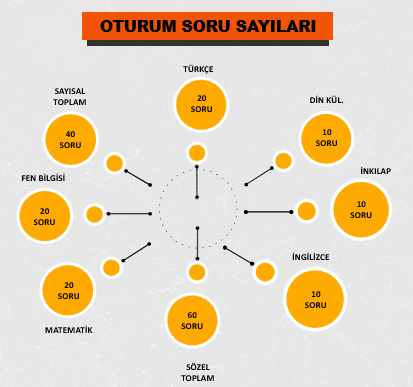 OTURUM SORU SAYILARI
TÜRKÇE
20
SORU
DİN KÜL.
10
SORU
İNKILAP
10
SORU
İNGİLİZCE
10
SORU
60
SORU
SÖZEL
TOPLAM
20
SORU
MATEMATİK
FEN BİLGİSİ
20
SORU
SAYISAL
TOPLAM
40
SORU